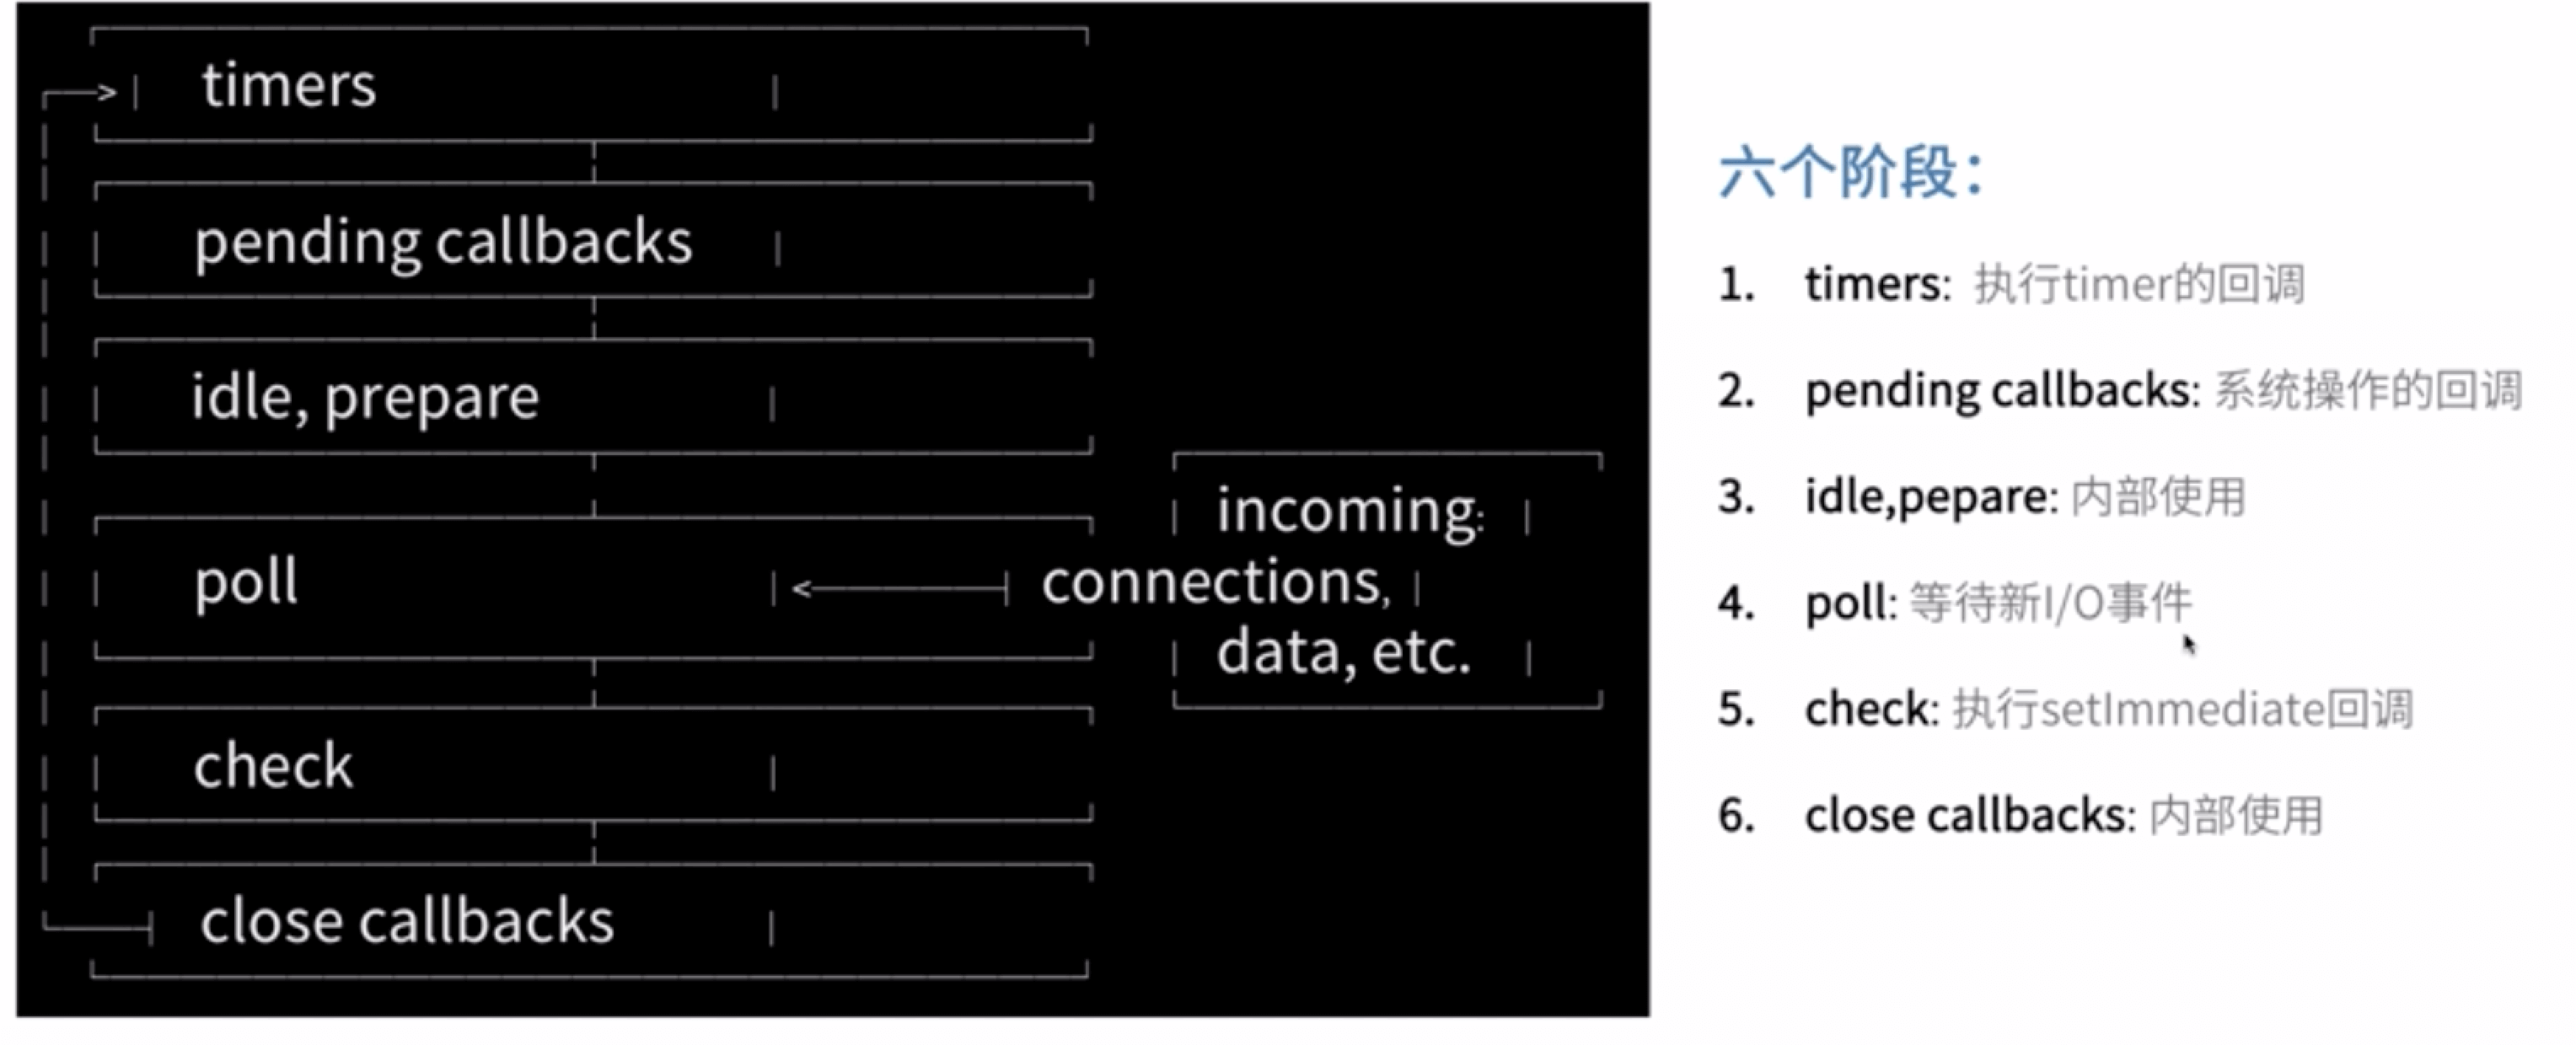 timers
pending callbacks
idle, prepare
poll
incoming:
connections,
data, etc.
check
close callbacks
六个阶段：
1. timers: 执行timer的回调
2. pending callbacks: 系统操作的回调
3. idle,pepare: 内部使用
4. poll: 等待新I/O事件
5. check: 执行setImmediate回调
6. close callbacks: 内部使用